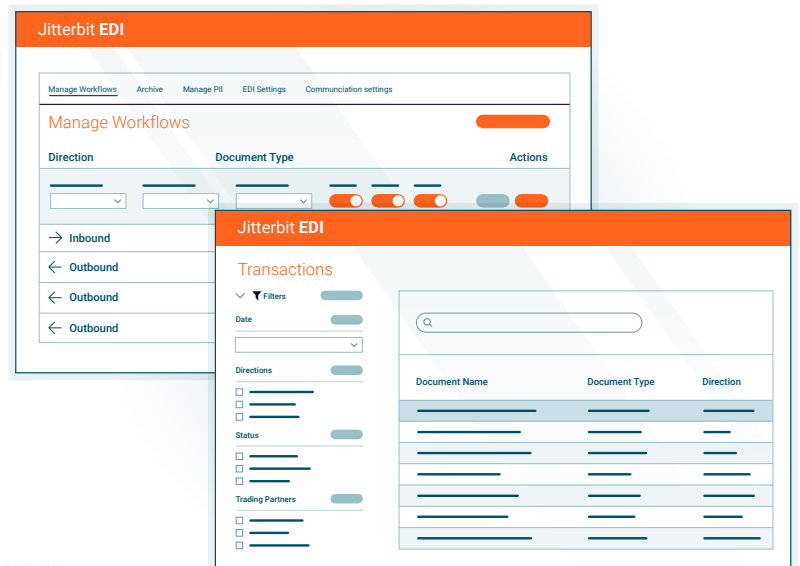 Jitterbit EDI
Manage Workflows Archive Manage PII EDI Settings Communciation settings
Manage Workflows
Direction Document Type Actions
Inbound
Outbound
Outbound
Outbound
Jitterbit EDI
Transactions
Filters
Date
Directions
Status
Trading Partners
Document Name Document Type Direction